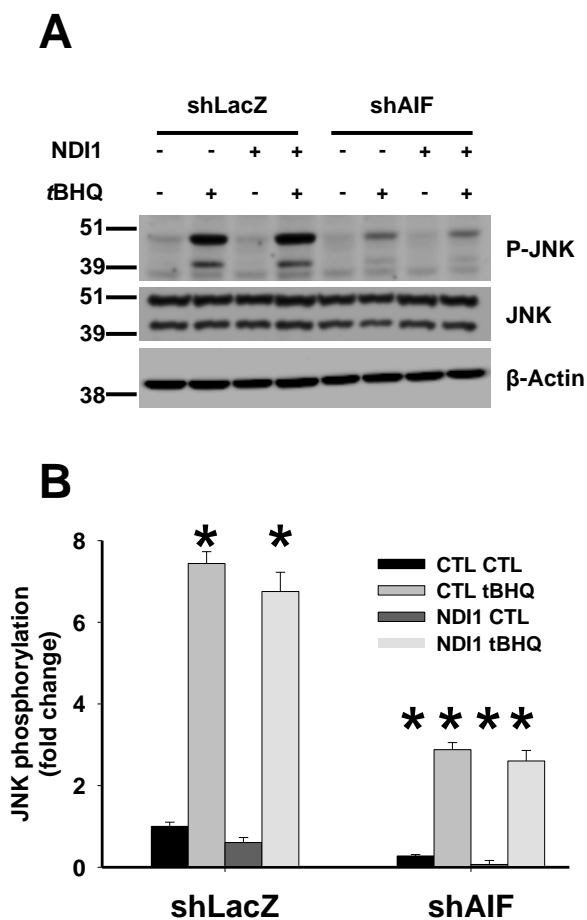 A
shLacZ shAIF
NDI1 - - + + - - + +
tBHQ - + - + - + - +
51
39
P-JNK
51
39
JNK
38
β-Actin
B
JNK phosphorylation
(fold change)
8
6
4
2
0
* *
* * * *
CTL CTL
CTL tBHQ
NDI1 CTL
NDI1 tBHQ
shLacZ shAIF